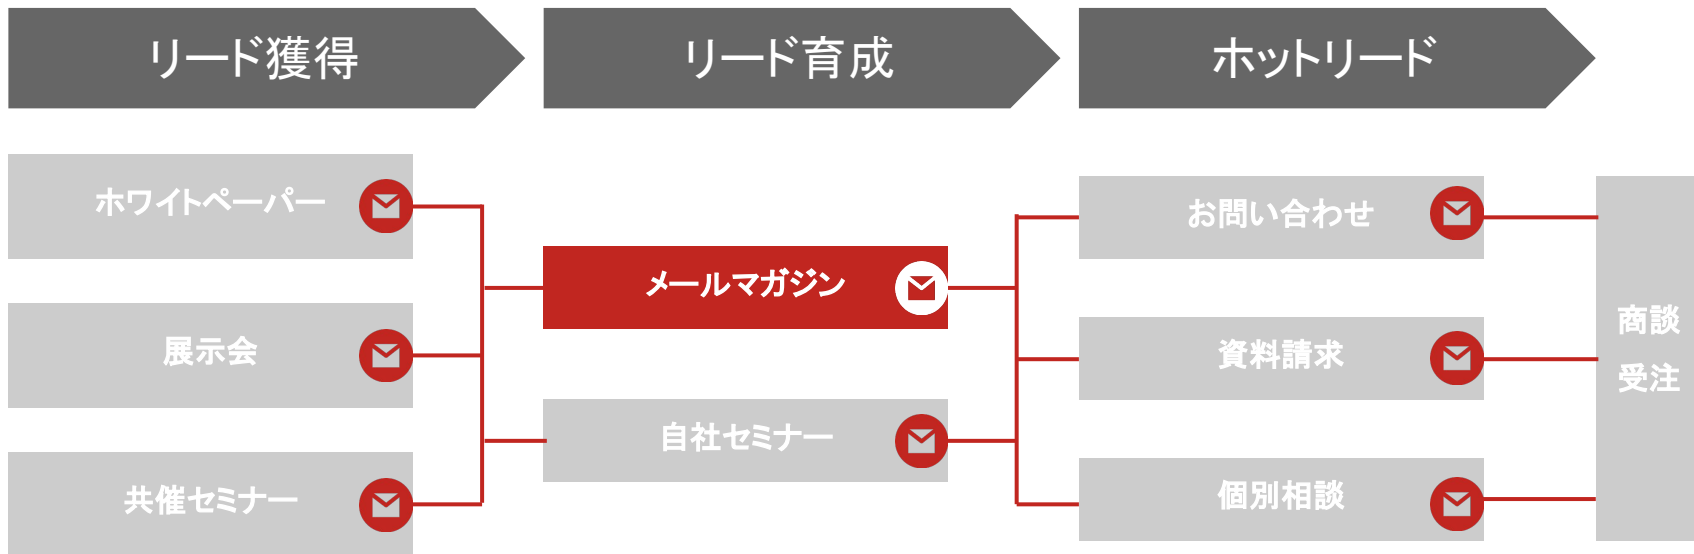 リード獲得
リード育成
ホットリード
ホワイトペーパー
展示会
共催セミナー
メールマガジン
自社セミナー
お問い合わせ
資料請求
個別相談
商談
受注